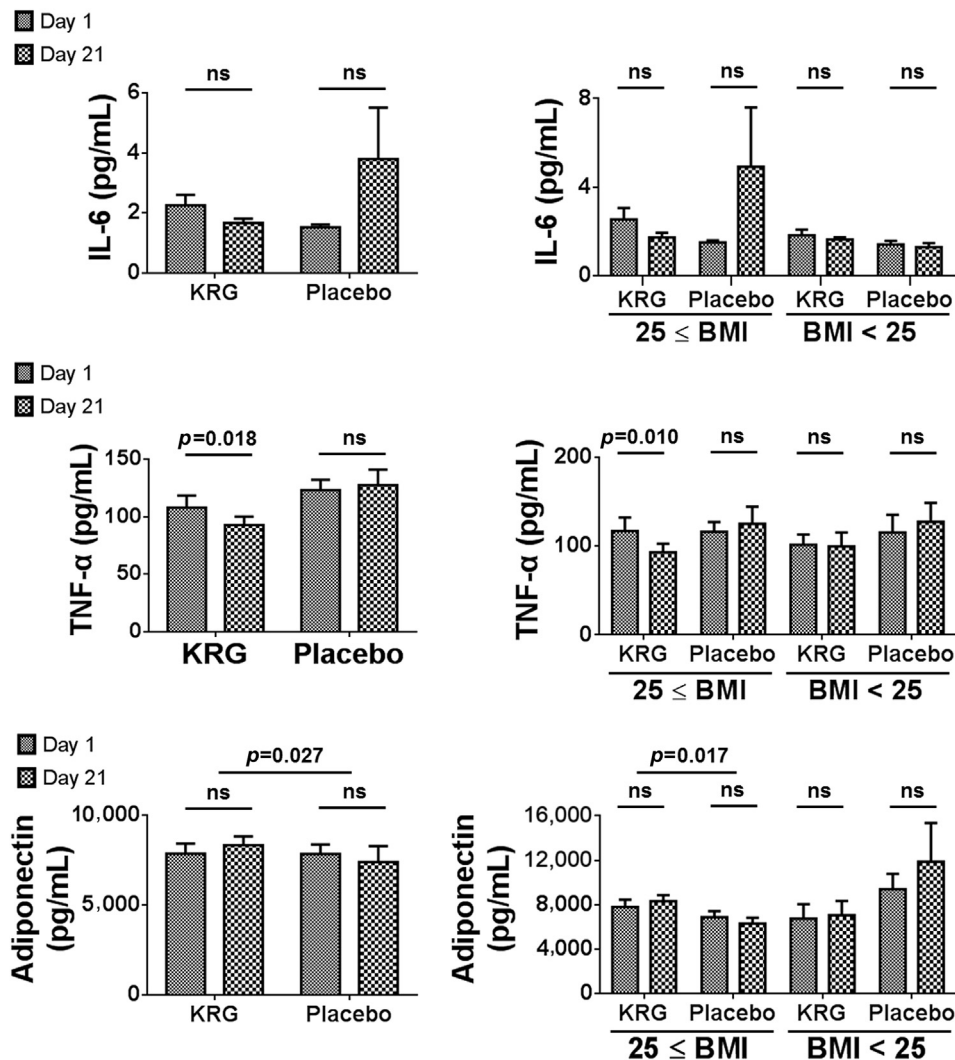 Day 1
Day 21
ns ns
IL-6 (pg/mL)
6
4
2
0
KRG Placebo
ns ns ns ns
IL-6 (pg/mL)
8
4
0
KRG Placebo KRG Placebo
25 ≤ BMI BMI < 25
Day 1
Day 21
p=0.018 ns
TNF-α (pg/mL)
150
100
50
0
KRG Placebo
p=0.010 ns ns ns
TNF-α (pg/mL)
200
100
0
KRG Placebo KRG Placebo
25 ≤ BMI BMI < 25
Day 1
Day 21
p=0.027
ns ns
Adiponectin
(pg/mL)
10,000
5,000
0
KRG Placebo
p=0.017
ns ns ns ns
Adiponectin
(pg/mL)
16,000
12,000
8,000
4,000
0
KRG Placebo KRG Placebo
25 ≤ BMI BMI < 25